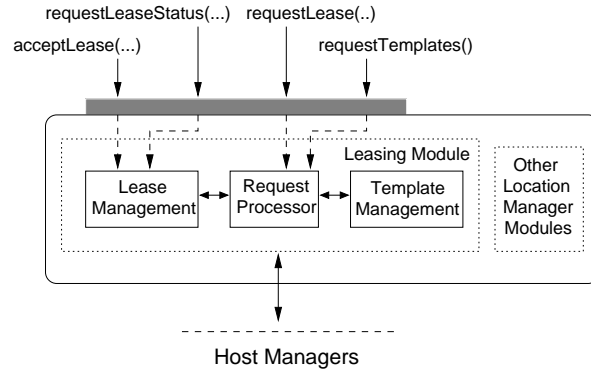 requestLeaseStatus(...) requestLease(..)
acceptLease(...) requestTemplates()
Leasing Module
Lease
Management
Request
Processor
Template
Management
Other
Location
Manager
Modules
Host Managers